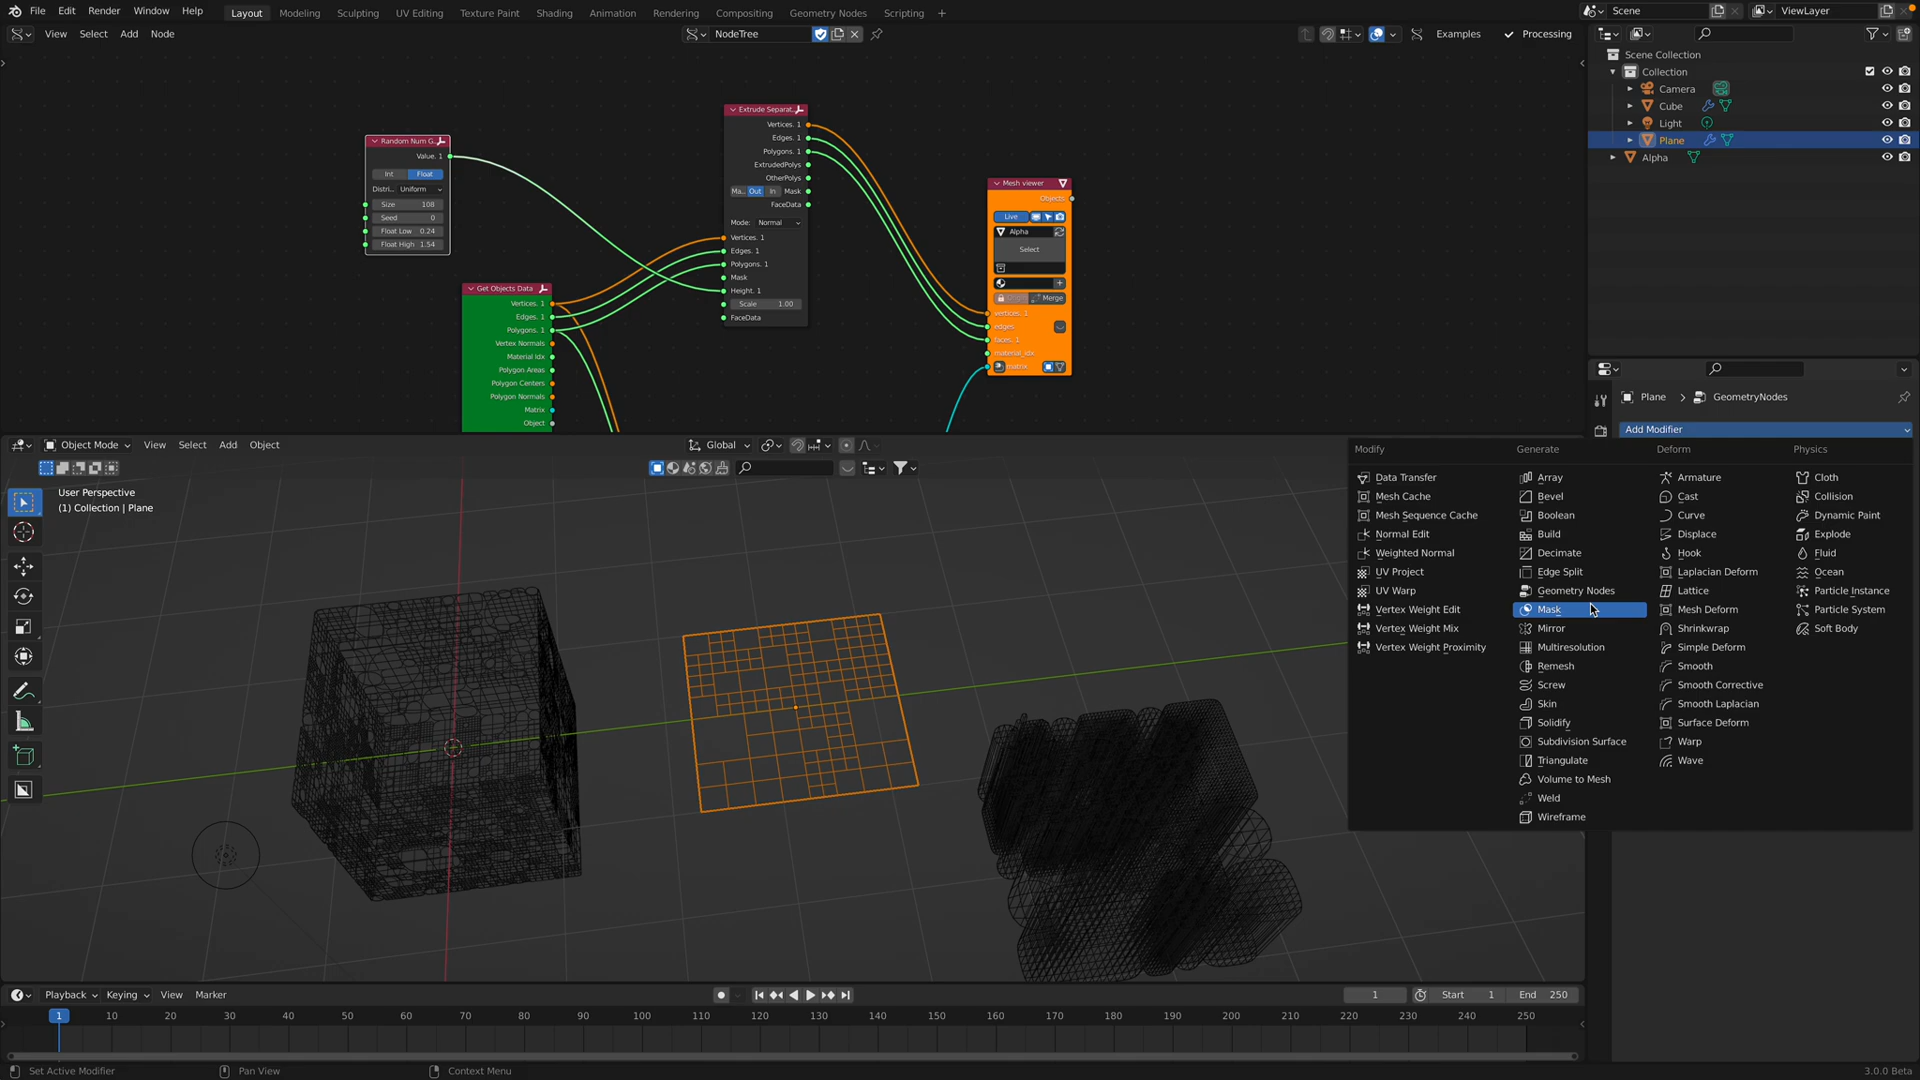 File Edit Render Window Help Layout Modeling Sculpting UV Editing Texture Paint Shading Animation Rendering Compositing Geometry Nodes Scripting + Scene ViewLayer
View Select Add Node NodeTree Examples Processing
Scene Collection
Collection
Camera
Cube
Light
Plane
Alpha
Random Num G..
Value. 1
Int Float
Distri.. Uniform
Size 108
Seed 0
Float Low 0.24
Float High 1.54
Extrude Separat..
Vertices. 1
Edges. 1
Polygons. 1
ExtrudedPolys
OtherPolys
Ma... Out In Mask
FaceData
Mode: Normal
Vertices. 1
Edges. 1
Polygons. 1
Mask
Height. 1
Scale 1.00
FaceData
Get Objects Data
Vertices. 1
Edges. 1
Polygons. 1
Vertex Normals
Material Idx
Polygon Areas
Polygon Centers
Polygon Normals
Matrix
Object
Mesh viewer
Objects
Live
Alpha
Select
Merge
vertices. 1
edges
faces. 1
material_idx
matrix
Plane > GeometryNodes
Add Modifier
Object Mode View Select Add Object Global
User Perspective
(1) Collection | Plane
Modify
Data Transfer
Mesh Cache
Mesh Sequence Cache
Normal Edit
Weighted Normal
UV Project
UV Warp
Vertex Weight Edit
Vertex Weight Mix
Vertex Weight Proximity
Generate
Array
Bevel
Boolean
Build
Decimate
Edge Split
Geometry Nodes
Mask
Mirror
Multiresolution
Remesh
Screw
Skin
Solidify
Subdivision Surface
Triangulate
Volume to Mesh
Weld
Wireframe
Deform
Armature
Cast
Curve
Displace
Hook
Laplacian Deform
Lattice
Mesh Deform
Shrinkwrap
Simple Deform
Smooth
Smooth Corrective
Smooth Laplacian
Surface Deform
Warp
Wave
Physics
Cloth
Collision
Dynamic Paint
Explode
Fluid
Ocean
Particle Instance
Particle System
Soft Body
Playback Keying View Marker 1 Start 1 End 250
1 10 20 30 40 50 60 70 80 90 100 110 120 130 140 150 160 170 180 190 200 210 220 230 240 250
Set Active Modifier Pan View Context Menu 3.0.0 Beta